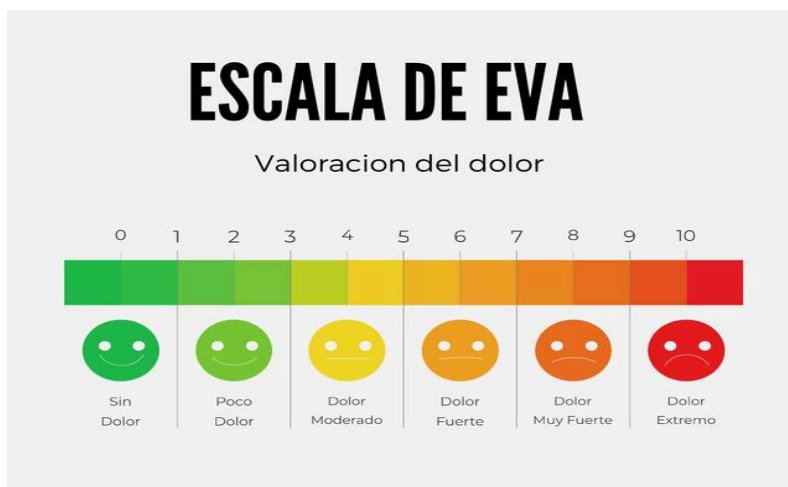 ESCALA DE EVA
Valoracion del dolor
0 1 2 3 4 5 6 7 8 9 10
Sin Dolor
Poco Dolor
Dolor Moderado
Dolor Fuerte
Dolor Muy Fuerte
Dolor Extremo